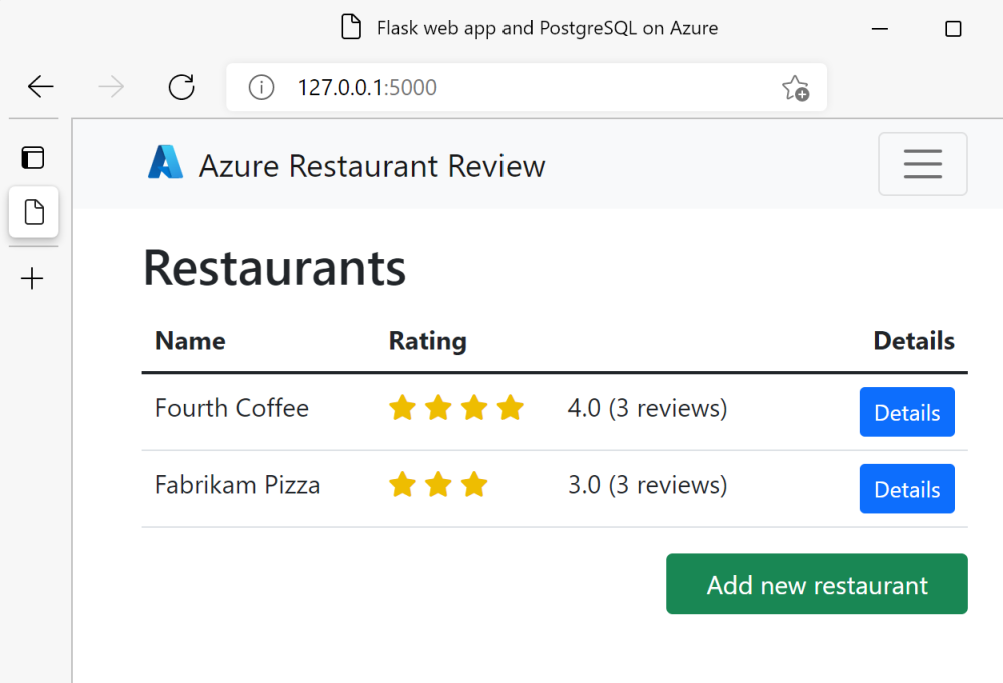 Flask web app and PostgreSQL on Azure
127.0.0.1:5000
Azure Restaurant Review
Restaurants
Name Rating Details
Fourth Coffee 4.0 (3 reviews) Details
Fabrikam Pizza 3.0 (3 reviews) Details
Add new restaurant